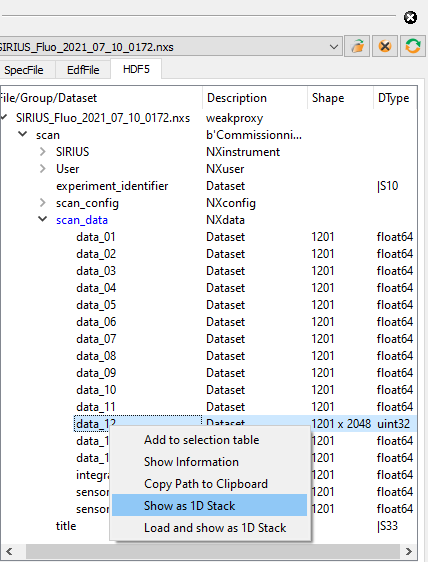 SIRIUS_Fluo_2021_07_10_0172.nxs
SpecFile EdfFile HDF5
File/Group/Dataset Description Shape DType
SIRIUS_Fluo_2021_07_10_0172.nxs weakproxy
scan b'Commissionni...
SIRIUS NXinstrument
User NXuser
experiment_identifier Dataset |S10
scan_config NXconfig
scan_data NXdata
data_01 Dataset 1201 float64
data_02 Dataset 1201 float64
data_03 Dataset 1201 float64
data_04 Dataset 1201 float64
data_05 Dataset 1201 float64
data_06 Dataset 1201 float64
data_07 Dataset 1201 float64
data_08 Dataset 1201 float64
data_09 Dataset 1201 float64
data_10 Dataset 1201 float64
data_11 Dataset 1201 float64
data_12 Dataset 1201 x 2048 uint32
data_1 1201 float64
data_1 1201 float64
integra 1201 float64
sensor 1201 float64
sensor 1201 float64
title |S33
Add to selection table
Show Information
Copy Path to Clipboard
Show as 1D Stack
Load and show as 1D Stack